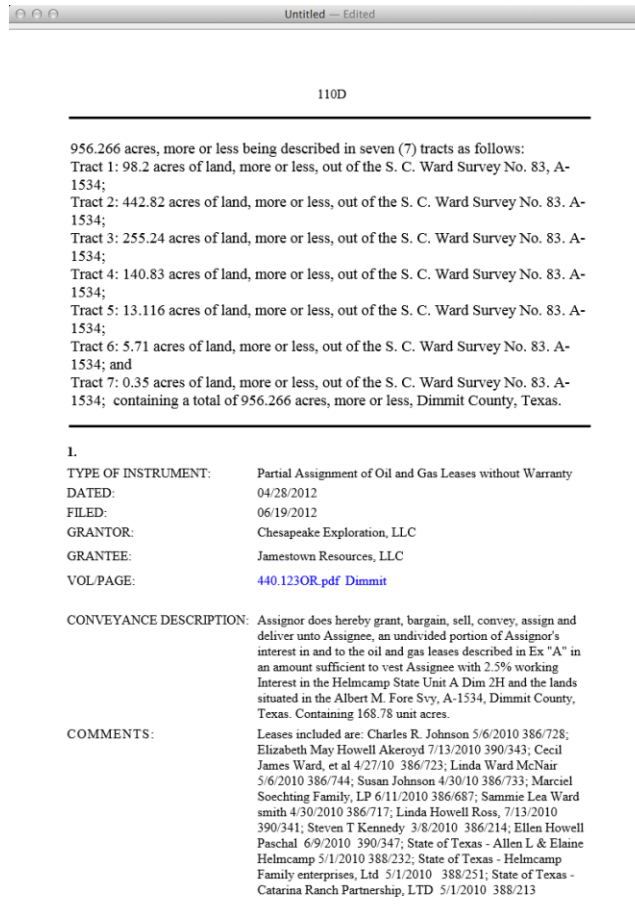 Untitled — Edited
110D
956.266 acres, more or less being described in seven (7) tracts as follows:
Tract 1: 98.2 acres of land, more or less, out of the S. C. Ward Survey No. 83, A-
1534;
Tract 2: 442.82 acres of land, more or less, out of the S. C. Ward Survey No. 83. A-
1534;
Tract 3: 255.24 acres of land, more or less, out of the S. C. Ward Survey No. 83. A-
1534;
Tract 4: 140.83 acres of land, more or less, out of the S. C. Ward Survey No. 83. A-
1534;
Tract 5: 13.116 acres of land, more or less, out of the S. C. Ward Survey No. 83. A-
1534;
Tract 6: 5.71 acres of land, more or less, out of the S. C. Ward Survey No. 83. A-
1534; and
Tract 7: 0.35 acres of land, more or less, out of the S. C. Ward Survey No. 83. A-
1534;  containing a total of 956.266 acres, more or less, Dimmit County, Texas.
1.
TYPE OF INSTRUMENT: Partial Assignment of Oil and Gas Leases without Warranty
DATED: 04/28/2012
FILED: 06/19/2012
GRANTOR: Chesapeake Exploration, LLC
GRANTEE: Jamestown Resources, LLC
VOL/PAGE: 440.123OR.pdf  Dimmit
CONVEYANCE DESCRIPTION: Assignor does hereby grant, bargain, sell, convey, assign and
deliver unto Assignee, an undivided portion of Assignor's
interest in and to the oil and gas leases described in Ex "A" in
an amount sufficient to vest Assignee with 2.5% working
Interest in the Helmcamp State Unit A Dim 2H and the lands
situated in the Albert M. Fore Svy, A-1534, Dimmit County,
Texas. Containing 168.78 unit acres.
COMMENTS: Leases included are: Charles R. Johnson 5/6/2010 386/728;
Elizabeth May Howell Akeroyd 7/13/2010 390/343; Cecil
James Ward, et al 4/27/10  386/723; Linda Ward McNair
5/6/2010 386/744; Susan Johnson 4/30/10 386/733; Marciel
Soechting Family, LP 6/11/2010 386/687; Sammie Lea Ward
smith 4/30/2010 386/717; Linda Howell Ross, 7/13/2010
390/341; Steven T Kennedy  3/8/2010  386/214; Ellen Howell
Paschal  6/9/2010  390/347; State of Texas - Allen L & Elaine
Helmcamp 5/1/2010 388/232; State of Texas - Helmcamp
Family enterprises, Ltd  5/1/2010   388/251; State of Texas -
Catarina Ranch Partnership, LTD  5/1/2010  388/213